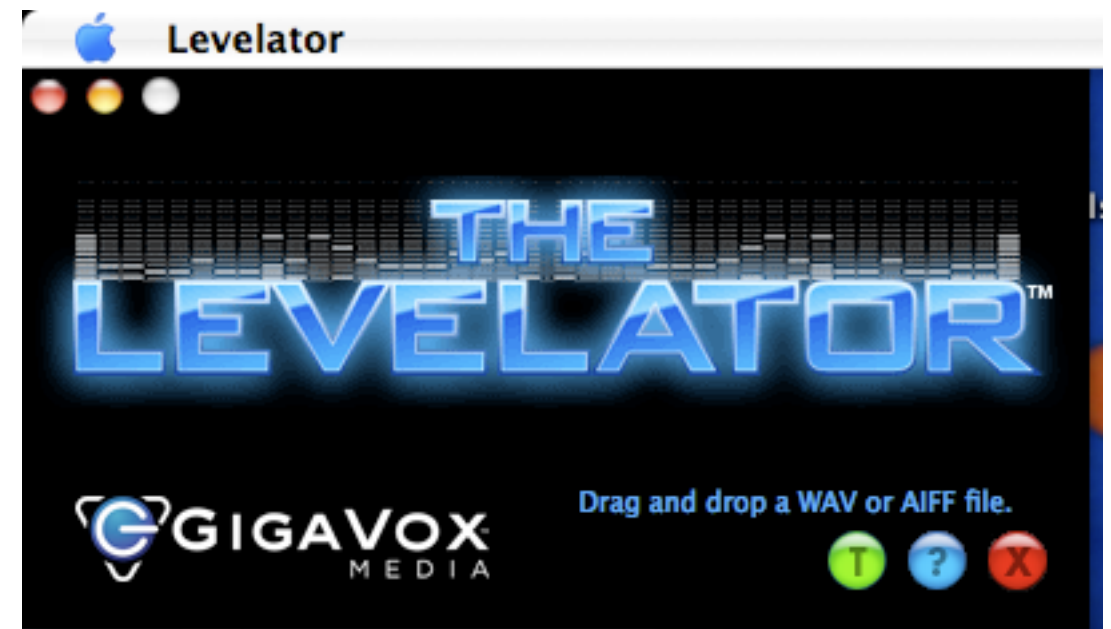 Levelator
THE
LEVELATOR™
GIGAVOX
MEDIA
Drag and drop a WAV or AIFF file.
T ? X